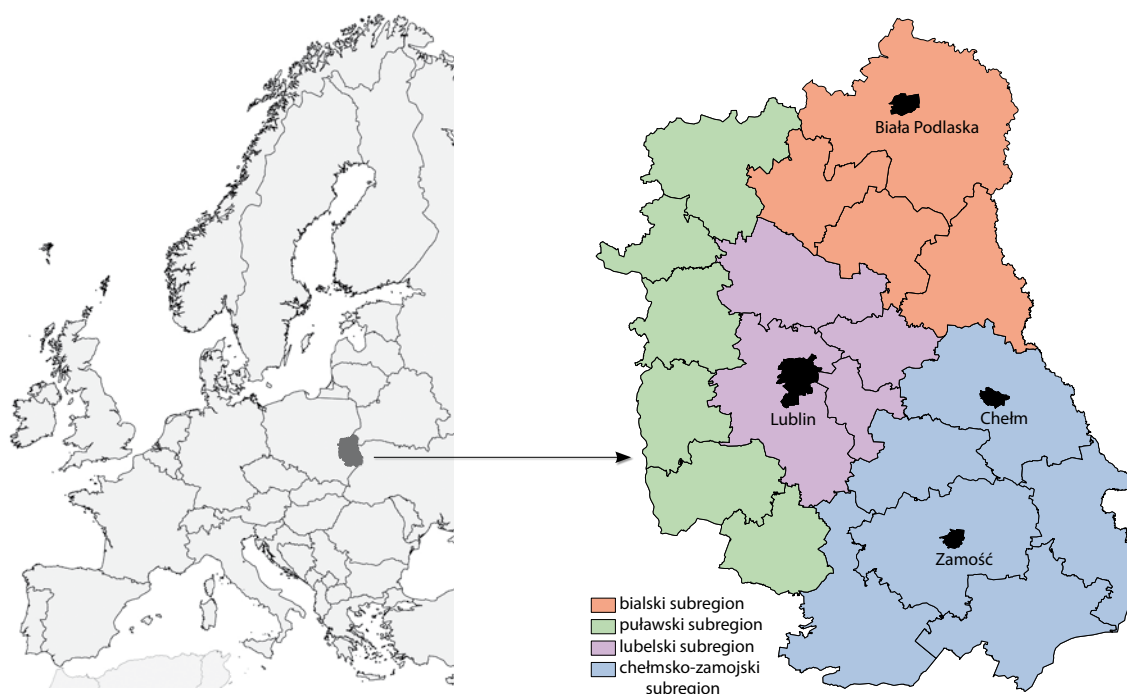 Biała Podlaska
Lublin
Chełm
Zamość
bialski subregion
puławski subregion
lubelski subregion
chełmsko-zamojski
subregion